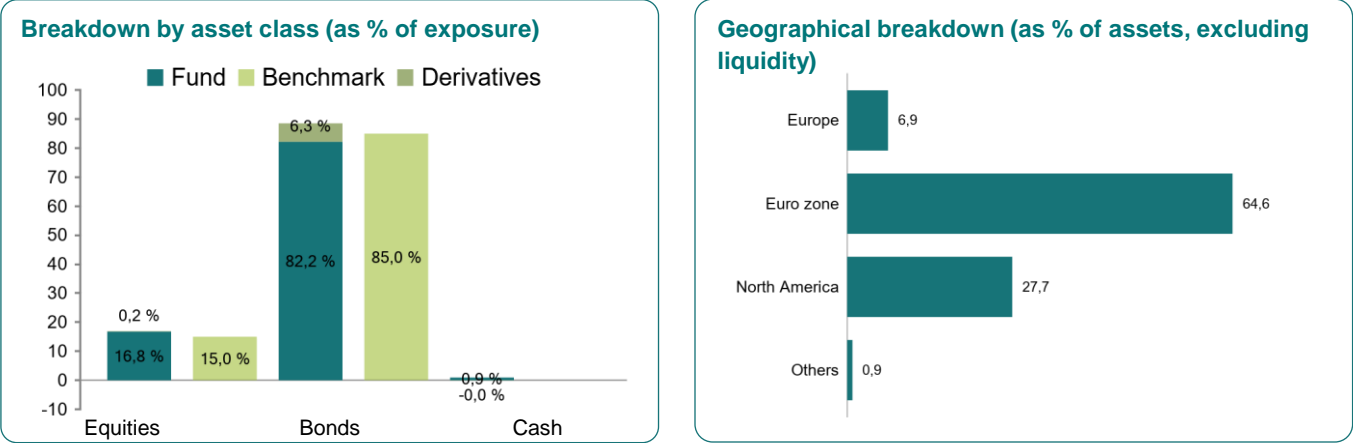 Breakdown by asset class (as % of exposure)
Fund Benchmark Derivatives
100
90
80
70
60
50
40
30
20
10
0
-10
0,2 %
16,8 %
15,0 %
6,3 %
82,2 %
85,0 %
0,9 %
-0,0 %
Equities Bonds Cash
Geographical breakdown (as % of assets, excluding
liquidity)
Europe 6,9
Euro zone 64,6
North America 27,7
Others 0,9